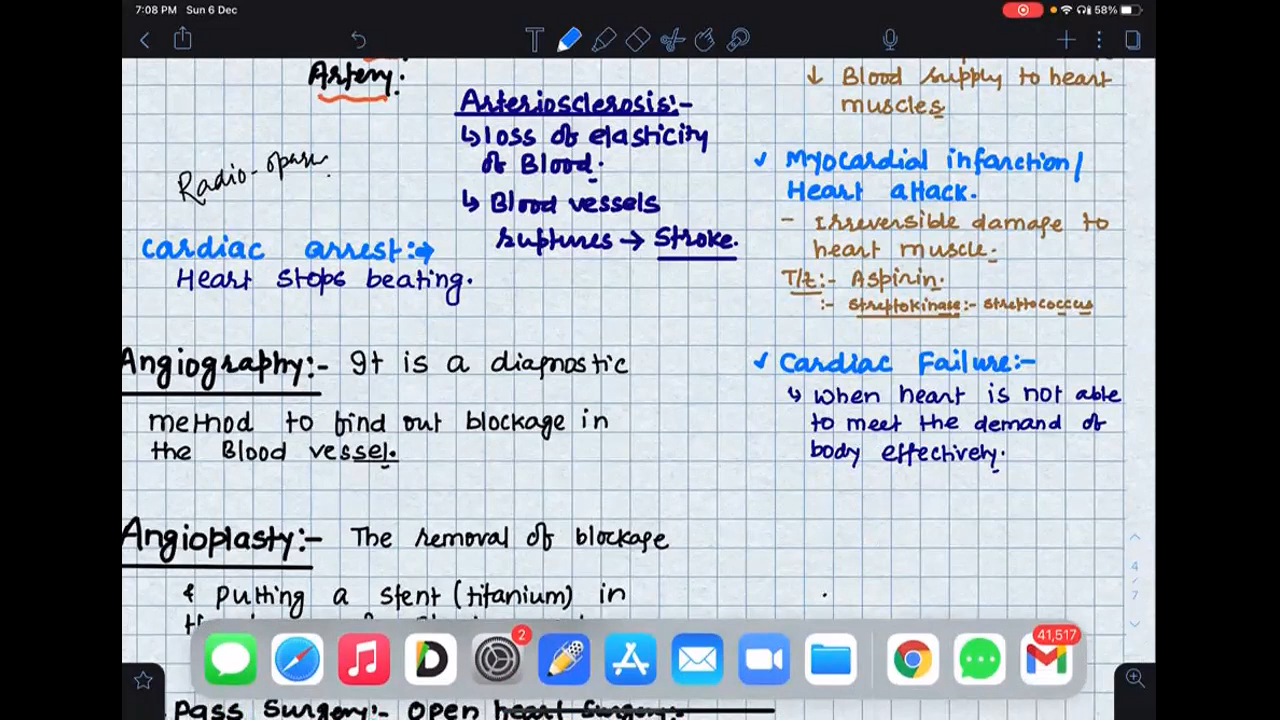 7:08 PM Sun 6 Dec
58%
Artery:
Arteriosclerosis:-
↳ loss of elasticity
of Blood.
↳ Blood vessels
ruptures → Stroke.
Radio-
Cardiac arrest:→
Heart stops beating.
Angiography:- It is a diagnostic
method to find out blockage in
the Blood vessel.
Angioplasty:- The removal of blockage
& putting a stent (titanium) in
Pass Surgery:- Open heart surgery:-
↓ Blood supply to heart
muscles
✓ Myocardial infarction/
Heart attack.
- Irreversible damage to
heart muscle.
T/t:- Aspirin.
:- Streptokinase:- Streptococcus
✓ Cardiac Failure:-
↳ when heart is not able
to meet the demand of
body effectively.
4
7
2
41,517